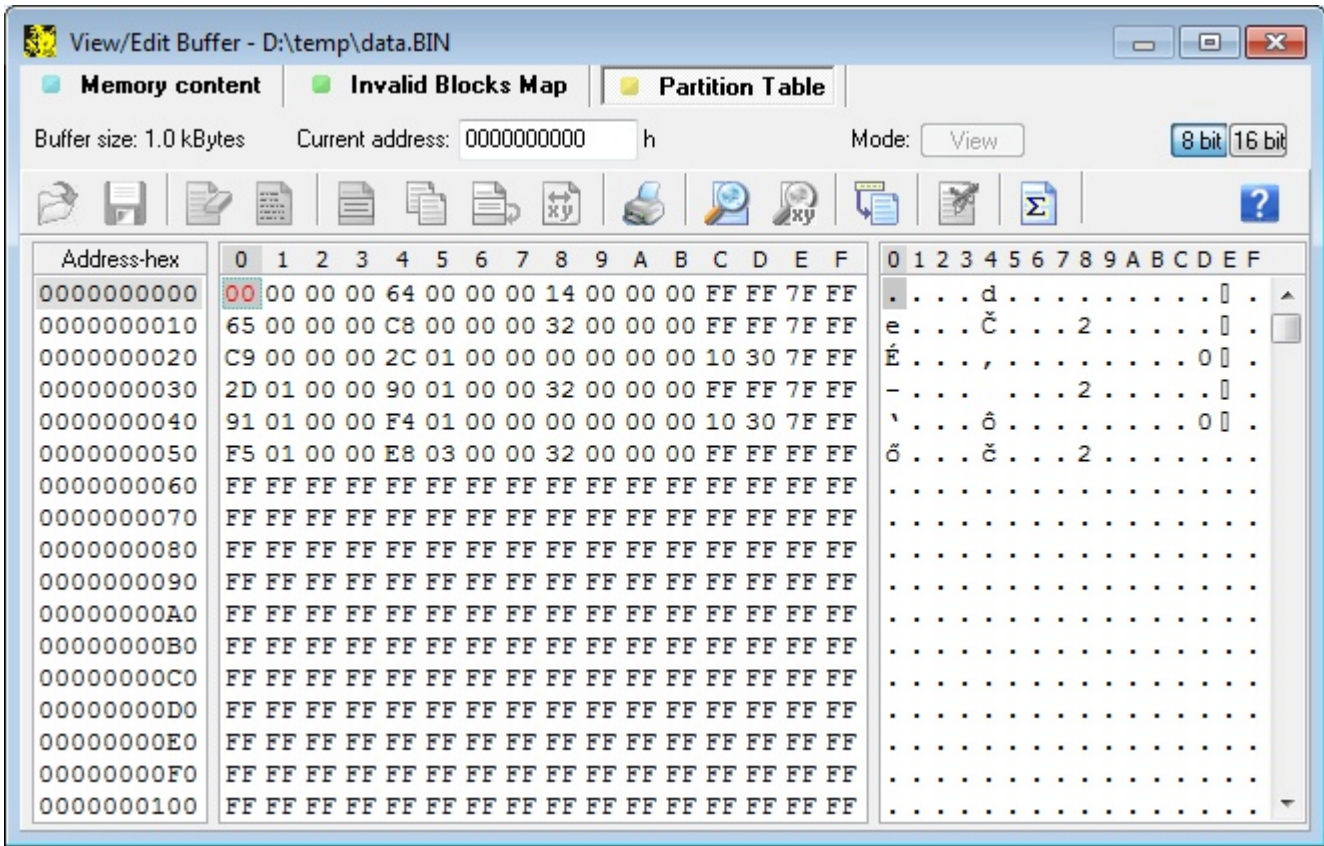 View/Edit Buffer - D:\temp\data.BIN
Memory content Invalid Blocks Map Partition Table
Buffer size: 1.0 kBytes Current address: 0000000000 h Mode: View 8 bit 16 bit
xy xy Σ ?
Address-hex 0 1 2 3 4 5 6 7 8 9 A B C D E F 0 1 2 3 4 5 6 7 8 9 A B C D E F
0000000000 00 00 00 00 64 00 00 00 14 00 00 00 FF FF 7F FF . . . . d . . . . . . . . . ▯ .
0000000010 65 00 00 00 C8 00 00 00 32 00 00 00 FF FF 7F FF e . . . Č . . . 2 . . . . . ▯ .
0000000020 C9 00 00 00 2C 01 00 00 00 00 00 00 10 30 7F FF É . . . , . . . . . . . . 0 ▯ .
0000000030 2D 01 00 00 90 01 00 00 32 00 00 00 FF FF 7F FF - . . .   . . . 2 . . . . . ▯ .
0000000040 91 01 00 00 F4 01 00 00 00 00 00 00 10 30 7F FF ‘ . . . ô . . . . . . . . 0 ▯ .
0000000050 F5 01 00 00 E8 03 00 00 32 00 00 00 FF FF FF FF ő . . . č . . . 2 . . . . . . .
0000000060 FF FF FF FF FF FF FF FF FF FF FF FF FF FF FF FF . . . . . . . . . . . . . . . .
0000000070 FF FF FF FF FF FF FF FF FF FF FF FF FF FF FF FF . . . . . . . . . . . . . . . .
0000000080 FF FF FF FF FF FF FF FF FF FF FF FF FF FF FF FF . . . . . . . . . . . . . . . .
0000000090 FF FF FF FF FF FF FF FF FF FF FF FF FF FF FF FF . . . . . . . . . . . . . . . .
00000000A0 FF FF FF FF FF FF FF FF FF FF FF FF FF FF FF FF . . . . . . . . . . . . . . . .
00000000B0 FF FF FF FF FF FF FF FF FF FF FF FF FF FF FF FF . . . . . . . . . . . . . . . .
00000000C0 FF FF FF FF FF FF FF FF FF FF FF FF FF FF FF FF . . . . . . . . . . . . . . . .
00000000D0 FF FF FF FF FF FF FF FF FF FF FF FF FF FF FF FF . . . . . . . . . . . . . . . .
00000000E0 FF FF FF FF FF FF FF FF FF FF FF FF FF FF FF FF . . . . . . . . . . . . . . . .
00000000F0 FF FF FF FF FF FF FF FF FF FF FF FF FF FF FF FF . . . . . . . . . . . . . . . .
0000000100 FF FF FF FF FF FF FF FF FF FF FF FF FF FF FF FF . . . . . . . . . . . . . . . .